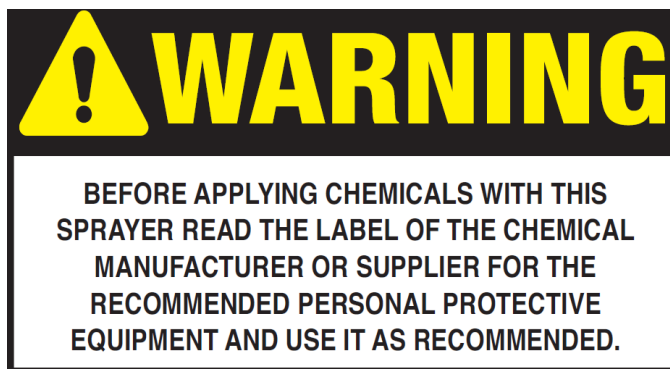 WARNING
BEFORE APPLYING CHEMICALS WITH THIS
SPRAYER READ THE LABEL OF THE CHEMICAL
MANUFACTURER OR SUPPLIER FOR THE
RECOMMENDED PERSONAL PROTECTIVE
EQUIPMENT AND USE IT AS RECOMMENDED.